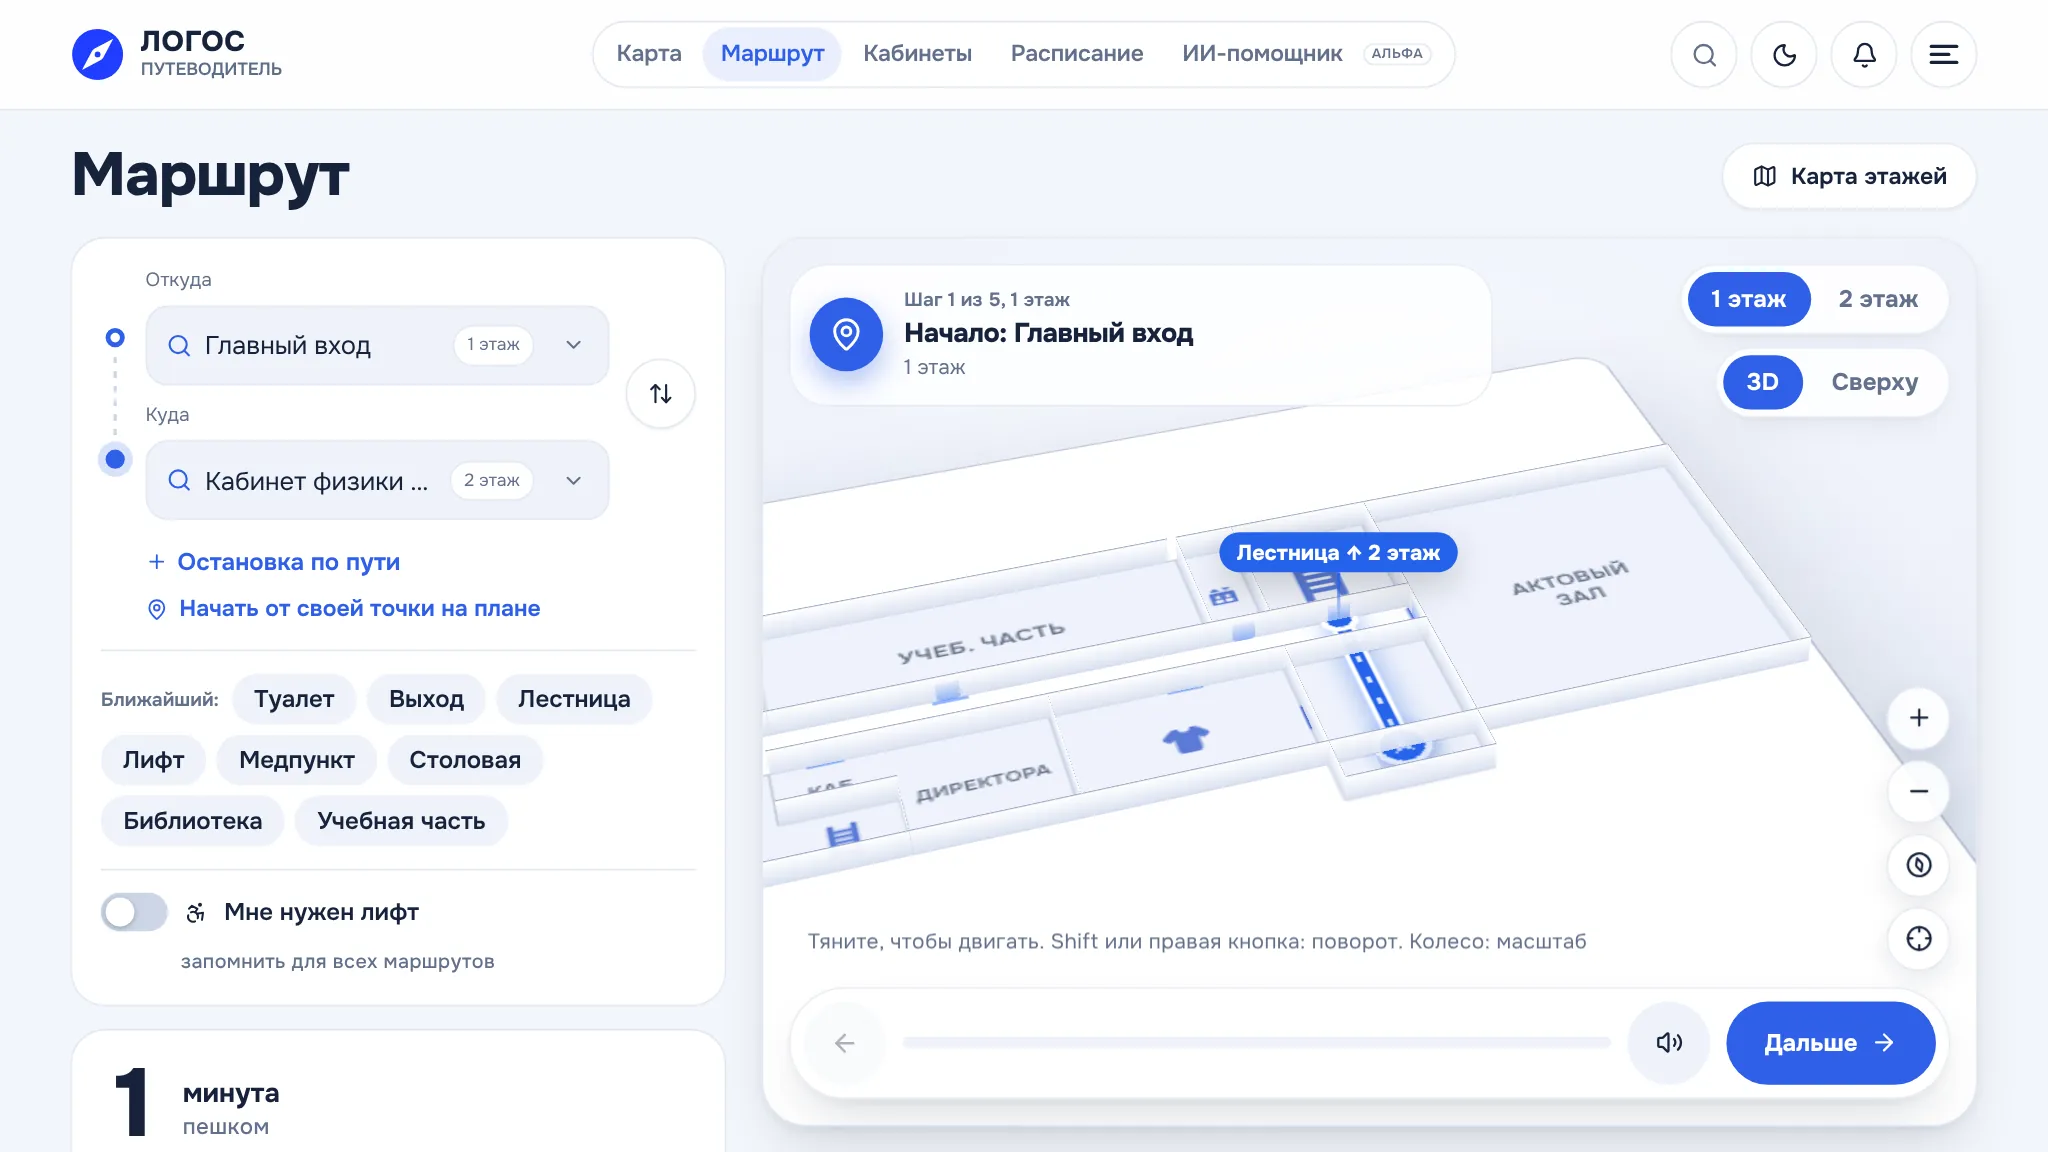 ЛОГОС
ПУТЕВОДИТЕЛЬ
Карта
Маршрут
Кабинеты
Расписание
ИИ-помощник
АЛЬФА
Маршрут
Карта этажей
Откуда
Главный вход
1 этаж
Куда
Кабинет физики ...
2 этаж
Остановка по пути
Начать от своей точки на плане
Ближайший:
Туалет
Выход
Лестница
Лифт
Медпункт
Столовая
Библиотека
Учебная часть
Мне нужен лифт
запомнить для всех маршрутов
1
минута
пешком
Шаг 1 из 5, 1 этаж
Начало: Главный вход
1 этаж
1 этаж
2 этаж
3D
Сверху
Лестница ↑ 2 этаж
АКТОВЫЙ
ЗАЛ
УЧЕБ. ЧАСТЬ
КАБ
ДИРЕКТОРА
Тяните, чтобы двигать. Shift или правая кнопка: поворот. Колесо: масштаб
Дальше